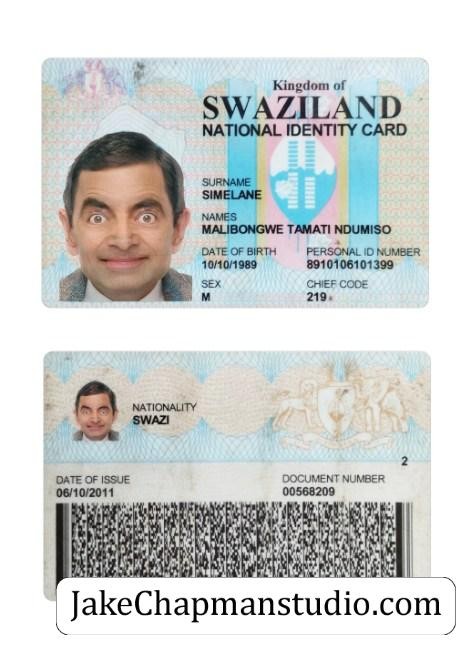 Kingdom of
SWAZILAND
NATIONAL IDENTITY CARD
SURNAME
SIMELANE
NAMES
MALIBONGWE TAMATI NDUMISO
DATE OF BIRTH PERSONAL ID NUMBER
10/10/1989 8910106101399
SEX CHIEF CODE
M 219
NATIONALITY
SWAZI
2
DATE OF ISSUE DOCUMENT NUMBER
06/10/2011 00568209
JakeChapmanstudio.com